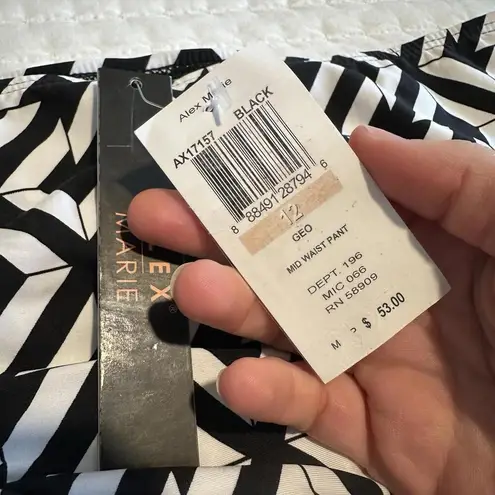 Alex Marie
AX17157 BLACK
8 88491 28794 6
12
GEO
MID WAIST PANT
DEPT. 196
MIC 066
RN 58909
$ 53.00
LEX®
MARIE